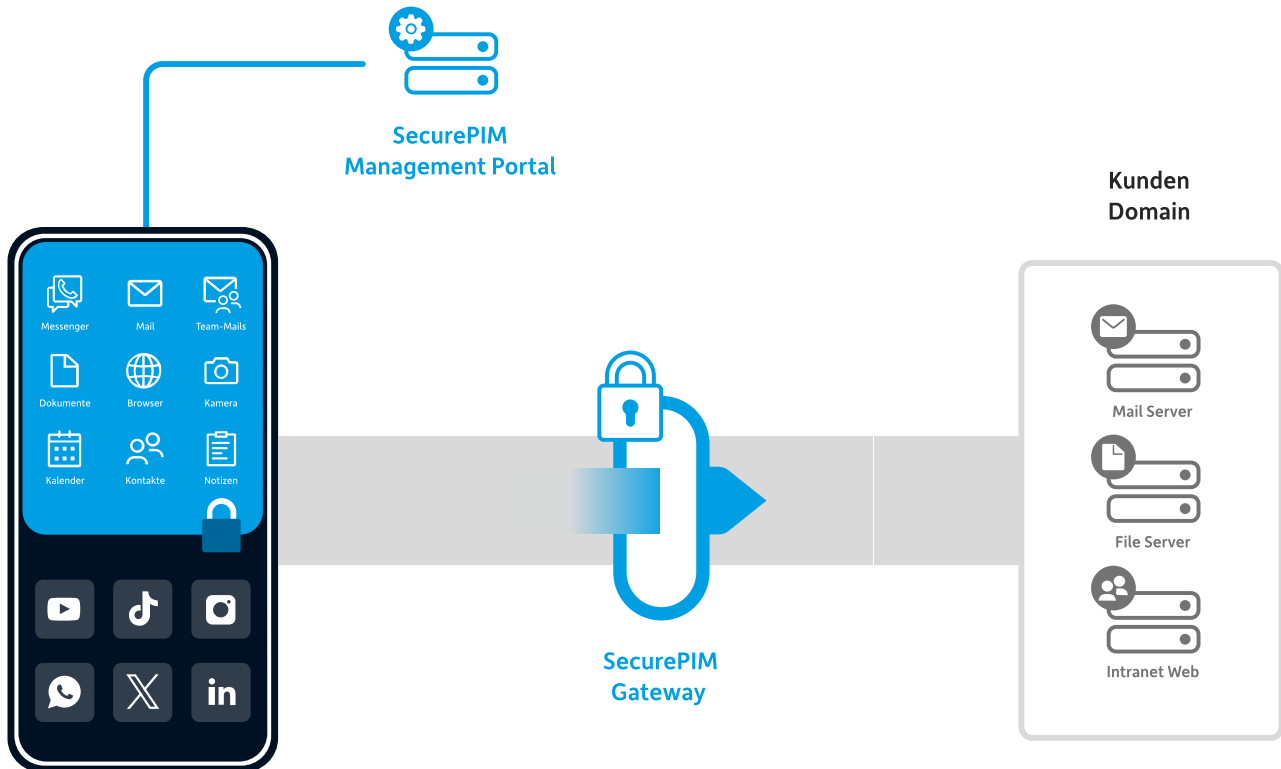 SecurePIM
Management Portal
Kunden
Domain
Messenger
Mail
Team-Mails
Dokumente
Browser
Kamera
Kalender
Kontakte
Notizen
Mail Server
File Server
Intranet Web
SecurePIM
Gateway
in